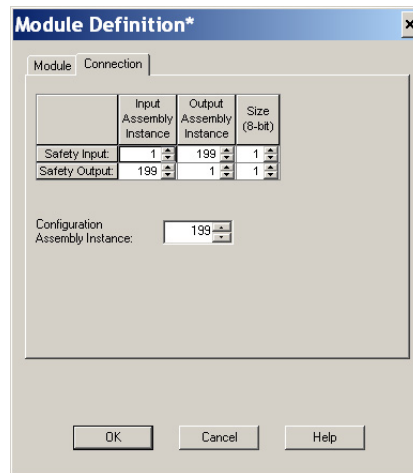 Module Definition*
x
Module Connection
Input Assembly Instance
Output Assembly Instance
Size (8-bit)
Safety Input: 1 199 1
Safety Output: 199 1 1
Configuration
Assembly Instance: 199
OK Cancel Help